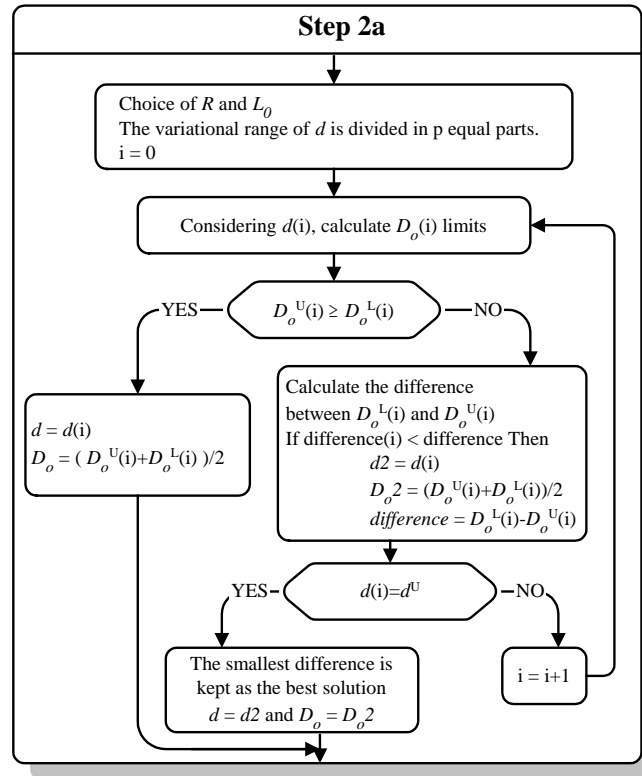 Step 2a
Choice of R and L₀
The variational range of d is divided in p equal parts.
i = 0
Considering d(i), calculate Dₒ(i) limits
YES
Dₒᵁ(i) ≥ Dₒᴸ(i)
NO
d = d(i)
Dₒ = ( Dₒᵁ(i)+Dₒᴸ(i) )/2
Calculate the difference
between Dₒᴸ(i) and Dₒᵁ(i)
If difference(i) < difference Then
d2 = d(i)
Dₒ2 = (Dₒᵁ(i)+Dₒᴸ(i))/2
difference = Dₒᴸ(i)-Dₒᵁ(i)
YES
d(i)=dᵁ
NO
The smallest difference is
kept as the best solution
d = d2 and Dₒ = Dₒ2
i = i+1